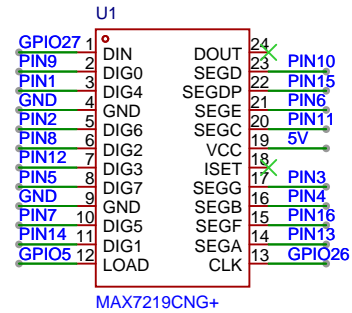 U1
GPIO27 1 DIN DOUT 24
PIN9 2 DIG0 SEGD 23 PIN10
PIN1 3 DIG4 SEGDP 22 PIN15
GND 4 GND SEGE 21 PIN6
PIN2 5 DIG6 SEGC 20 PIN11
PIN8 6 DIG2 VCC 19 5V
PIN12 7 DIG3 ISET 18
PIN5 8 DIG7 SEGG 17 PIN3
GND 9 GND SEGB 16 PIN4
PIN7 10 DIG5 SEGF 15 PIN16
PIN14 11 DIG1 SEGA 14 PIN13
GPIO5 12 LOAD CLK 13 GPIO26
MAX7219CNG+